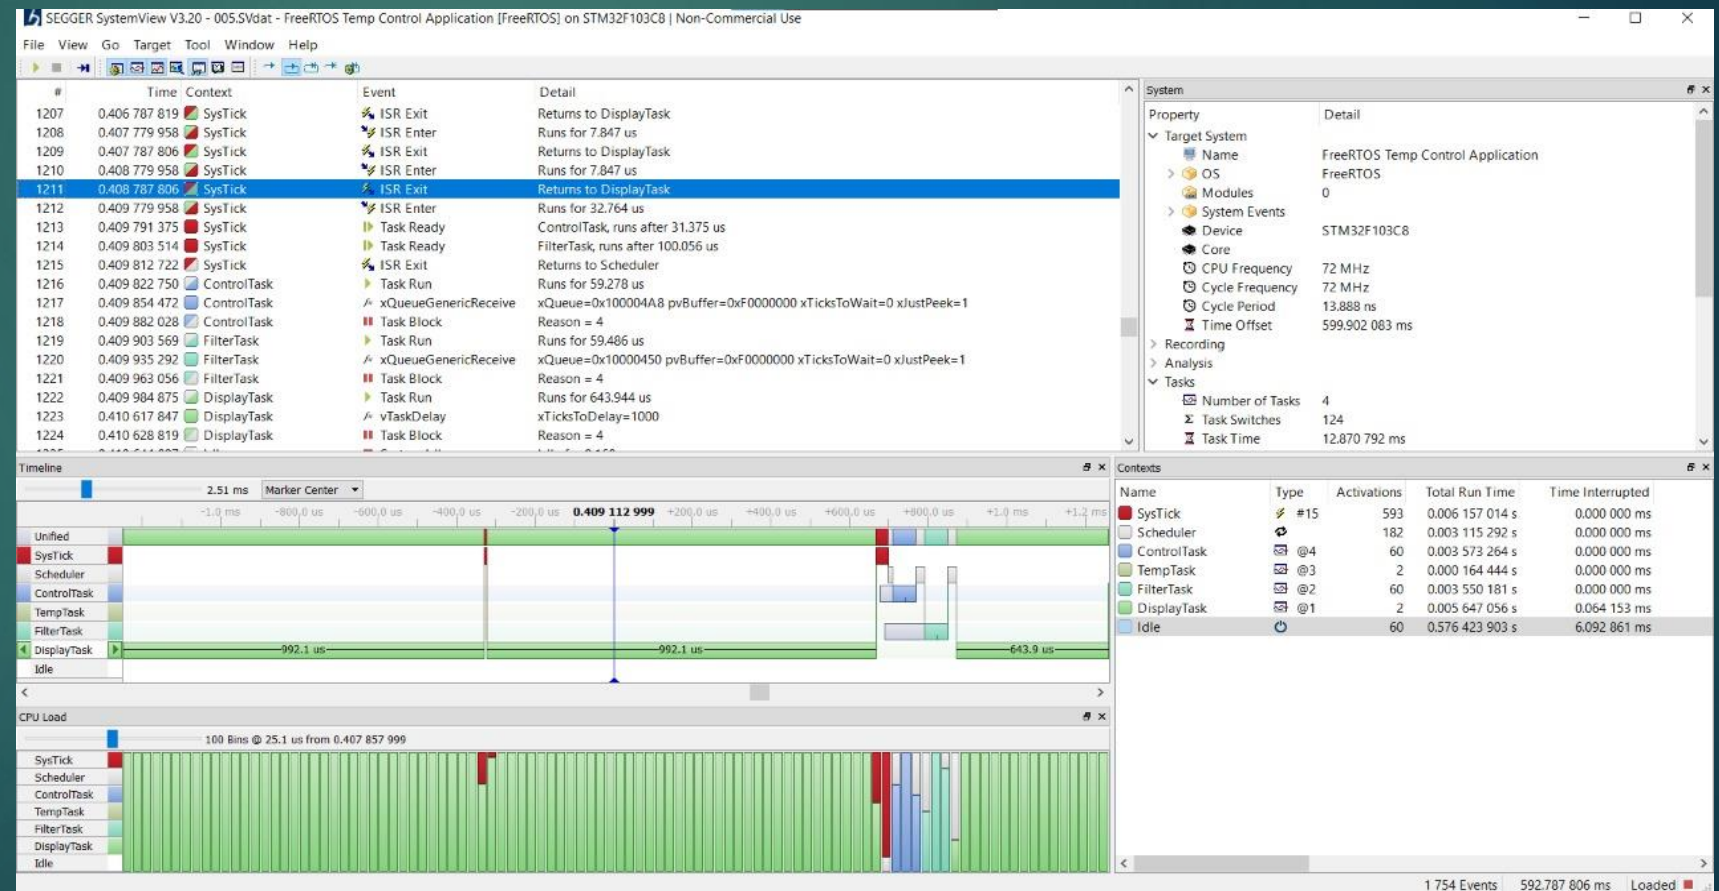 SEGGER SystemView V3.20 - 005.SVdat - FreeRTOS Temp Control Application [FreeRTOS] on STM32F103C8 | Non-Commercial Use
File View Go Target Tool Window Help
# Time Context Event Detail
1207 0.406 787 819 SysTick ISR Exit Returns to DisplayTask
1208 0.407 779 958 SysTick ISR Enter Runs for 7.847 us
1209 0.407 787 806 SysTick ISR Exit Returns to DisplayTask
1210 0.408 779 958 SysTick ISR Enter Runs for 7.847 us
1211 0.408 787 806 SysTick ISR Exit Returns to DisplayTask
1212 0.409 779 958 SysTick ISR Enter Runs for 32.764 us
1213 0.409 791 375 SysTick Task Ready ControlTask, runs after 31.375 us
1214 0.409 803 514 SysTick Task Ready FilterTask, runs after 100.056 us
1215 0.409 812 722 SysTick ISR Exit Returns to Scheduler
1216 0.409 822 750 ControlTask Task Run Runs for 59.278 us
1217 0.409 854 472 ControlTask xQueueGenericReceive xQueue=0x100004A8 pvBuffer=0xF0000000 xTicksToWait=0 xJustPeek=1
1218 0.409 882 028 ControlTask Task Block Reason = 4
1219 0.409 903 569 FilterTask Task Run Runs for 59.486 us
1220 0.409 935 292 FilterTask xQueueGenericReceive xQueue=0x10000450 pvBuffer=0xF0000000 xTicksToWait=0 xJustPeek=1
1221 0.409 963 056 FilterTask Task Block Reason = 4
1222 0.409 984 875 DisplayTask Task Run Runs for 643.944 us
1223 0.410 617 847 DisplayTask vTaskDelay xTicksToDelay=1000
1224 0.410 628 819 DisplayTask Task Block Reason = 4
System
Property Detail
Target System
Name FreeRTOS Temp Control Application
OS FreeRTOS
Modules 0
System Events
Device STM32F103C8
Core
CPU Frequency 72 MHz
Cycle Frequency 72 MHz
Cycle Period 13.888 ns
Time Offset 599.902 083 ms
Recording
Analysis
Tasks
Number of Tasks 4
Task Switches 124
Task Time 12.870 792 ms
Timeline
2.51 ms Marker Center
-1.0 ms -800,0 us -600,0 us -400,0 us -200,0 us 0.409 112 999 +200,0 us +400,0 us +600,0 us +800,0 us +1.0 ms +1.2 ms
Unified
SysTick
Scheduler
ControlTask
TempTask
FilterTask
DisplayTask 992.1 us 992.1 us 643.9 us
Idle
CPU Load
100 Bins @ 25.1 us from 0.407 857 999
SysTick
Scheduler
ControlTask
TempTask
FilterTask
DisplayTask
Idle
Contexts
Name Type Activations Total Run Time Time Interrupted
SysTick #15 593 0.006 157 014 s 0.000 000 ms
Scheduler 182 0.003 115 292 s 0.000 000 ms
ControlTask @4 60 0.003 573 264 s 0.000 000 ms
TempTask @3 2 0.000 164 444 s 0.000 000 ms
FilterTask @2 60 0.003 550 181 s 0.000 000 ms
DisplayTask @1 2 0.005 647 056 s 0.064 153 ms
Idle 60 0.576 423 903 s 6.092 861 ms
1 754 Events 592.787 806 ms Loaded